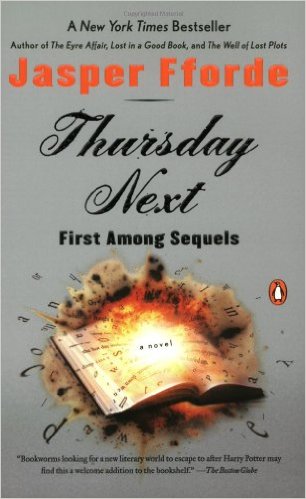 A New York Times Bestseller
Author of The Eyre Affair, Lost in a Good Book, and The Well of Lost Plots
Jasper Fforde
Thursday
Next
First Among Sequels
a novel
"Bookworms looking for a new literary world to escape to after Harry Potter may
find this a welcome addition to the bookshelf." —The Boston Globe